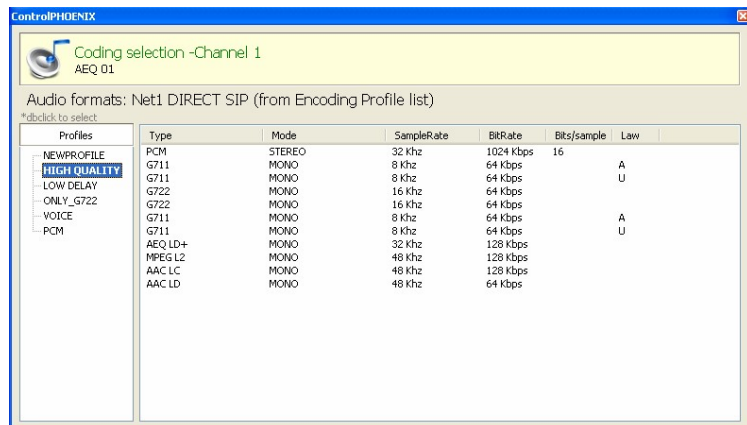 ControlPHOENIX
Coding selection -Channel 1
AEQ 01
Audio formats: Net1 DIRECT SIP (from Encoding Profile list)
*dbclick to select
Profiles
NEWPROFILE
HIGH QUALITY
LOW DELAY
ONLY_G722
VOICE
PCM
Type Mode SampleRate BitRate Bits/sample Law
PCM STEREO 32 Khz 1024 Kbps 16
G711 MONO 8 Khz 64 Kbps A
G711 MONO 8 Khz 64 Kbps U
G722 MONO 16 Khz 64 Kbps
G722 MONO 16 Khz 64 Kbps
G711 MONO 8 Khz 64 Kbps A
G711 MONO 8 Khz 64 Kbps U
AEQ LD+ MONO 32 Khz 128 Kbps
MPEG L2 MONO 48 Khz 128 Kbps
AAC LC MONO 48 Khz 128 Kbps
AAC LD MONO 48 Khz 64 Kbps